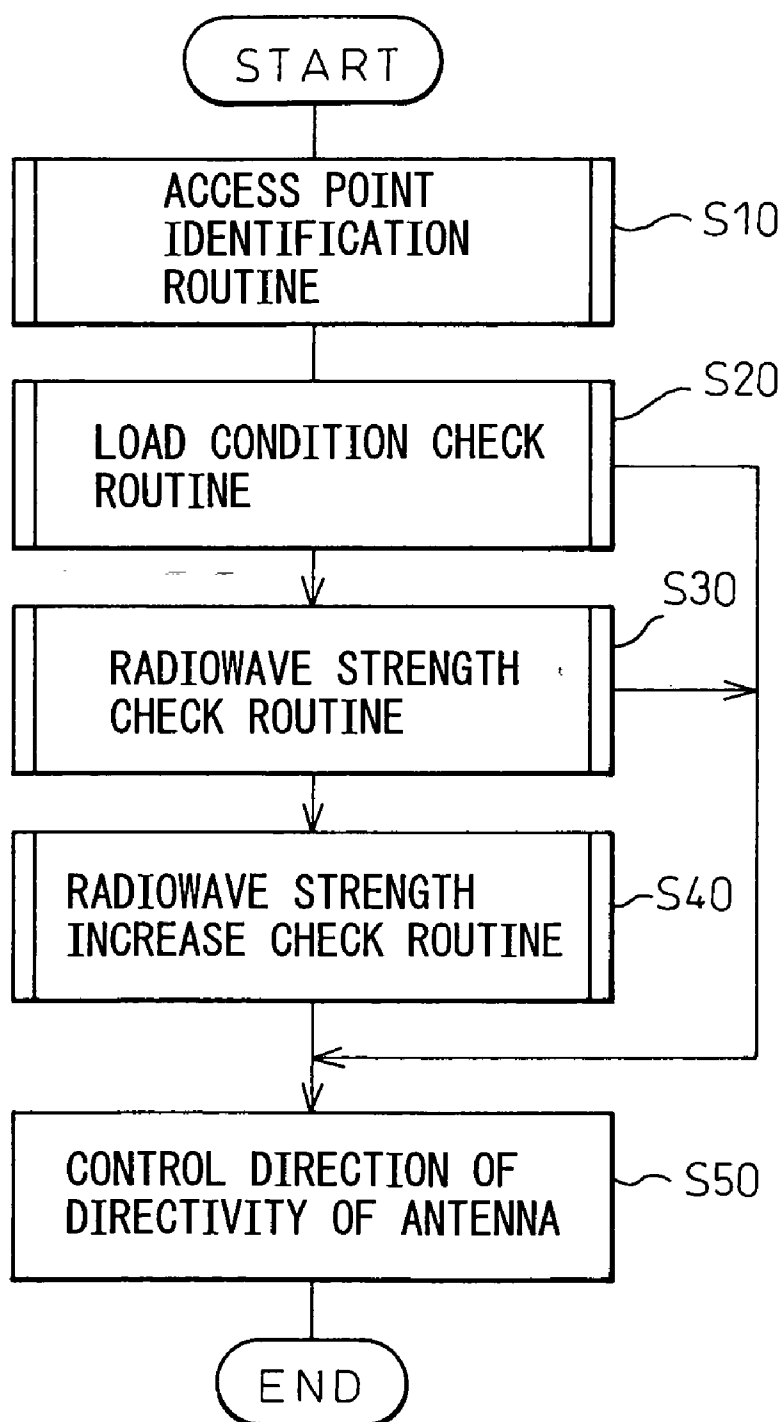 START
ACCESS POINT
IDENTIFICATION
ROUTINE
S10
LOAD CONDITION CHECK
ROUTINE
S20
RADIOWAVE STRENGTH
CHECK ROUTINE
S30
RADIOWAVE STRENGTH
INCREASE CHECK ROUTINE
S40
CONTROL DIRECTION OF
DIRECTIVITY OF ANTENNA
S50
END